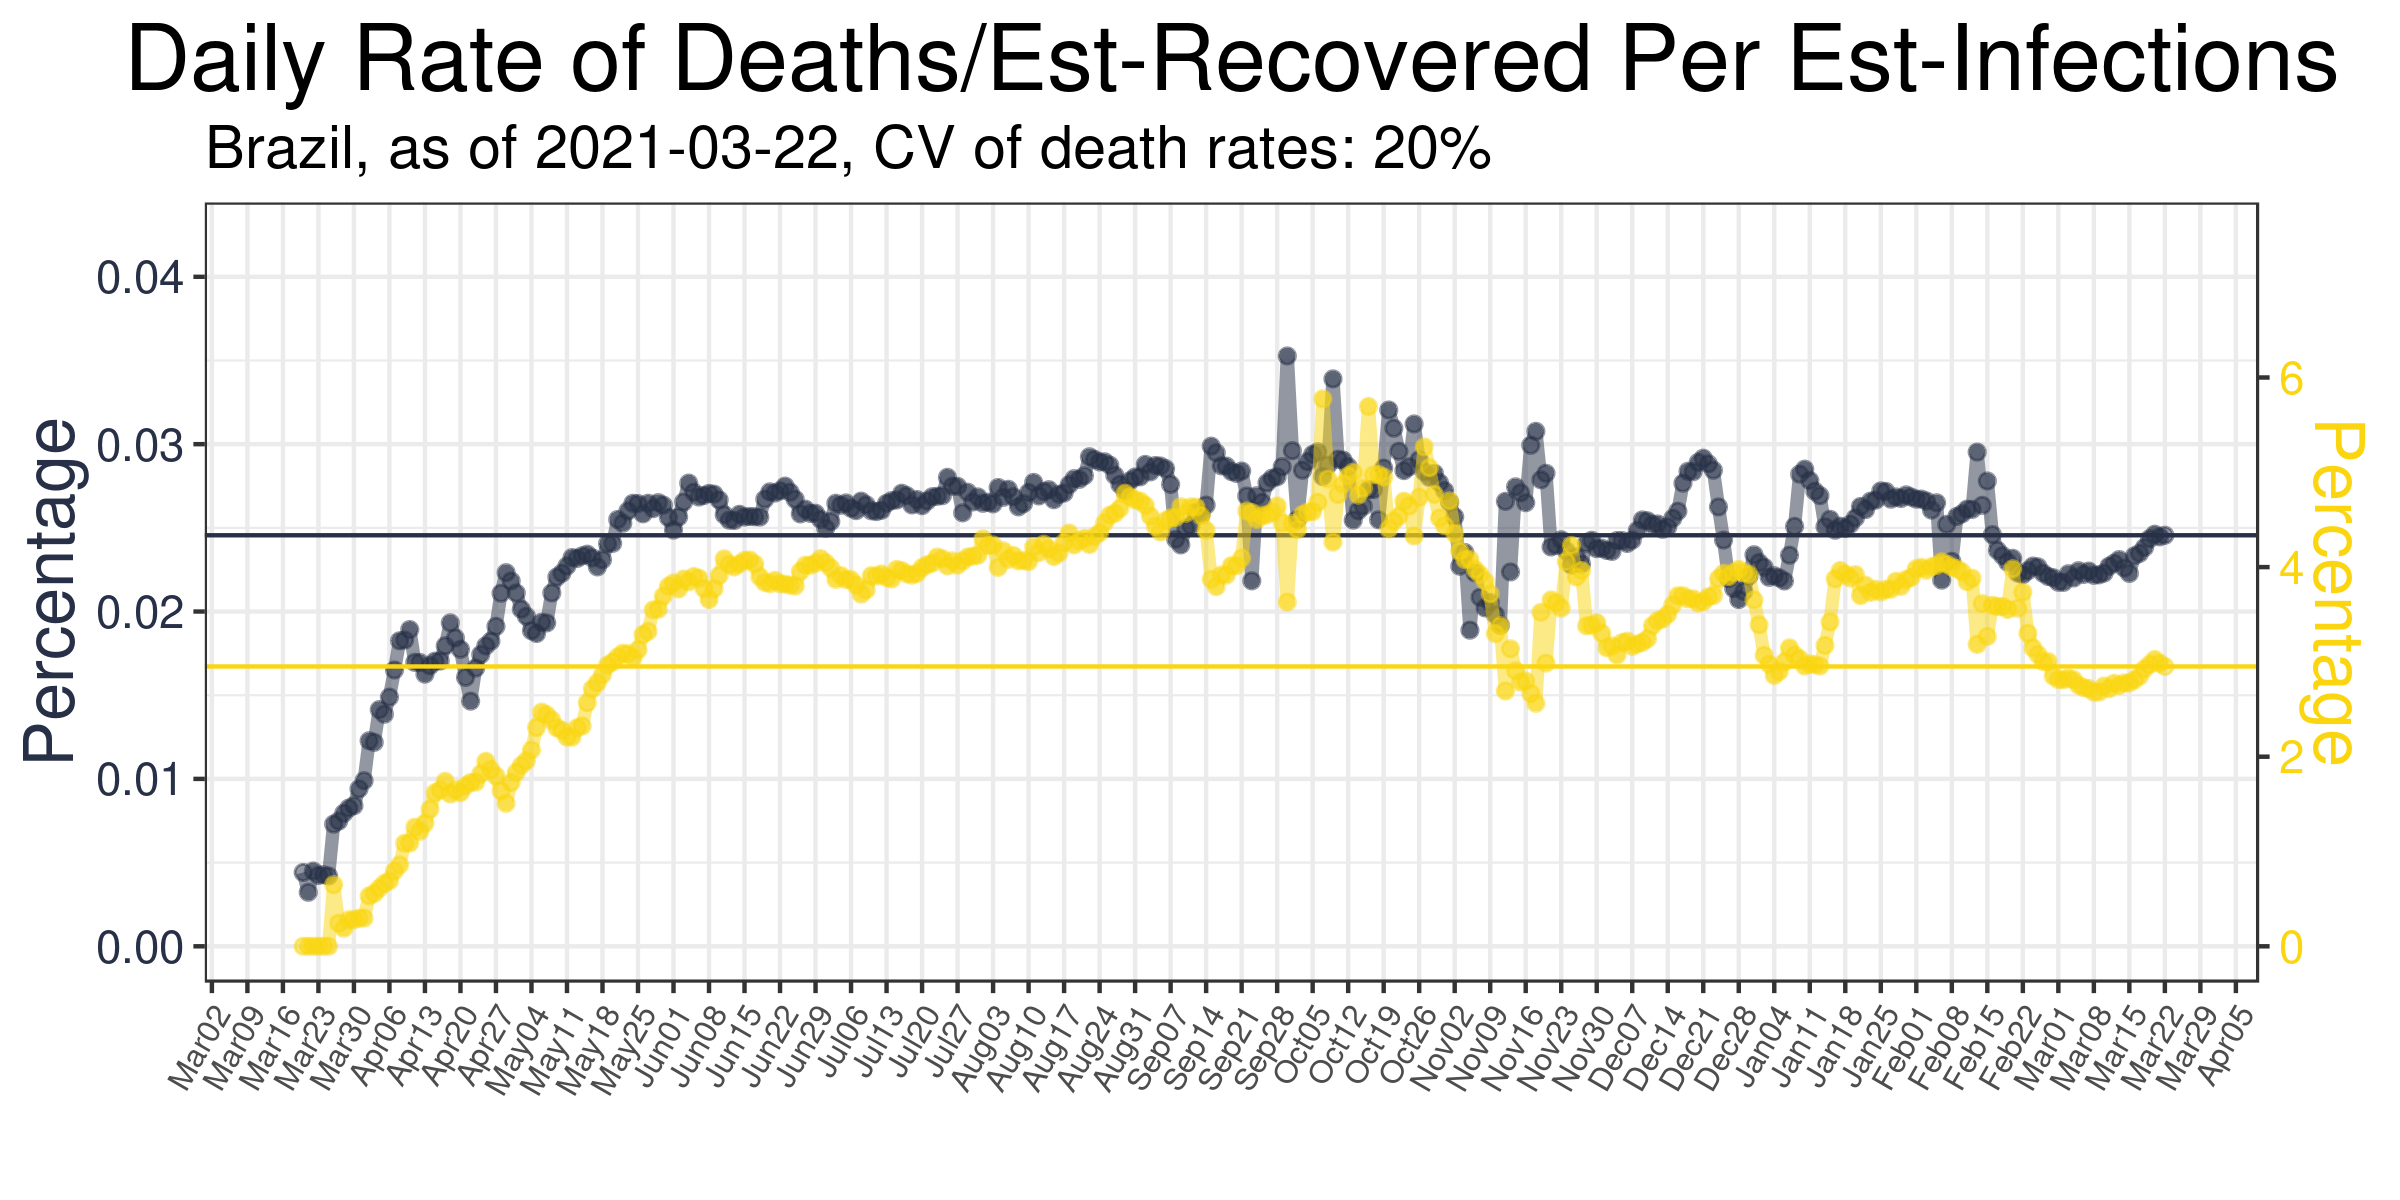 Daily Rate of Deaths/Est-Recovered Per Est-Infections
Brazil, as of 2021-03-22, CV of death rates: 20%
Percentage
0.04
0.03
0.02
0.01
0.00
6
4
2
0
Percentage
Mar02 Mar09 Mar16 Mar23 Mar30 Apr06 Apr13 Apr20 Apr27 May04 May11 May18 May25 Jun01 Jun08 Jun15 Jun22 Jun29 Jul06 Jul13 Jul20 Jul27 Aug03 Aug10 Aug17 Aug24 Aug31 Sep07 Sep14 Sep21 Sep28 Oct05 Oct12 Oct19 Oct26 Nov02 Nov09 Nov16 Nov23 Nov30 Dec07 Dec14 Dec21 Dec28 Jan04 Jan11 Jan18 Jan25 Feb01 Feb08 Feb15 Feb22 Mar01 Mar08 Mar15 Mar22 Mar29 Apr05